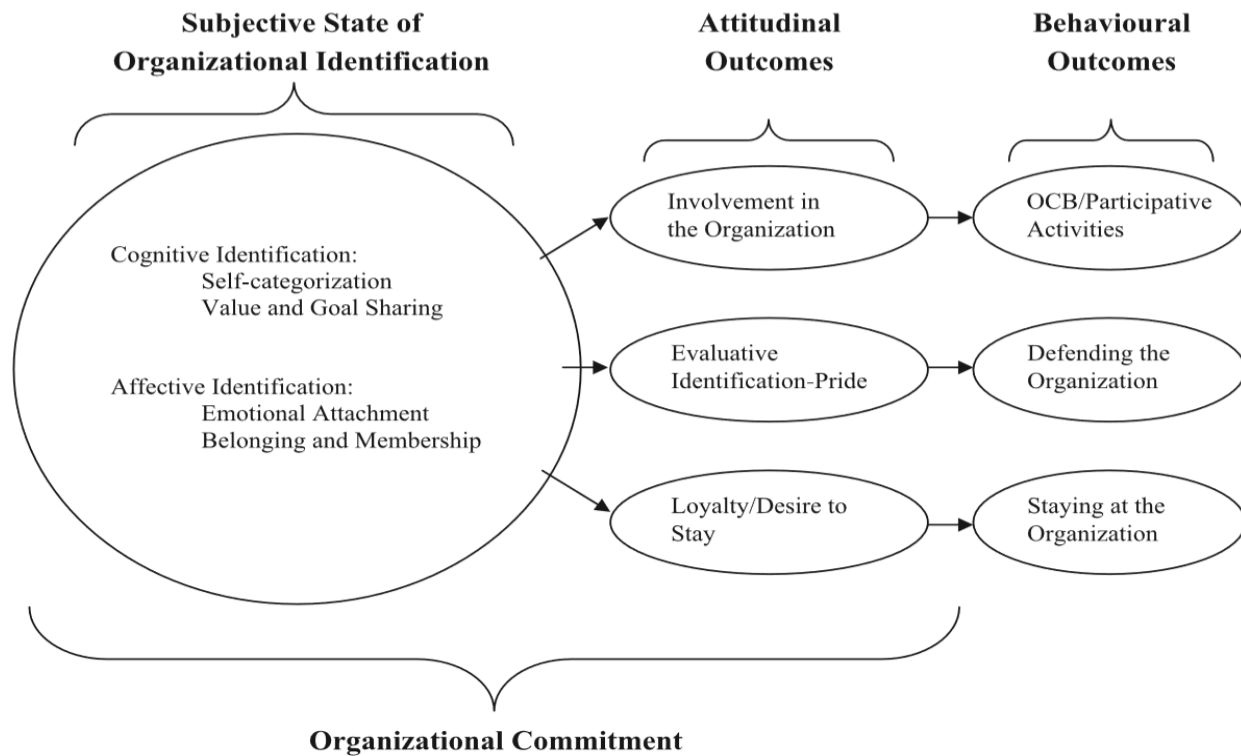 Subjective State of
Organizational Identification
Attitudinal
Outcomes
Behavioural
Outcomes
Cognitive Identification:
Self-categorization
Value and Goal Sharing
Affective Identification:
Emotional Attachment
Belonging and Membership
Involvement in
the Organization
OCB/Participative
Activities
Evaluative
Identification-Pride
Defending the
Organization
Loyalty/Desire to
Stay
Staying at the
Organization
Organizational Commitment